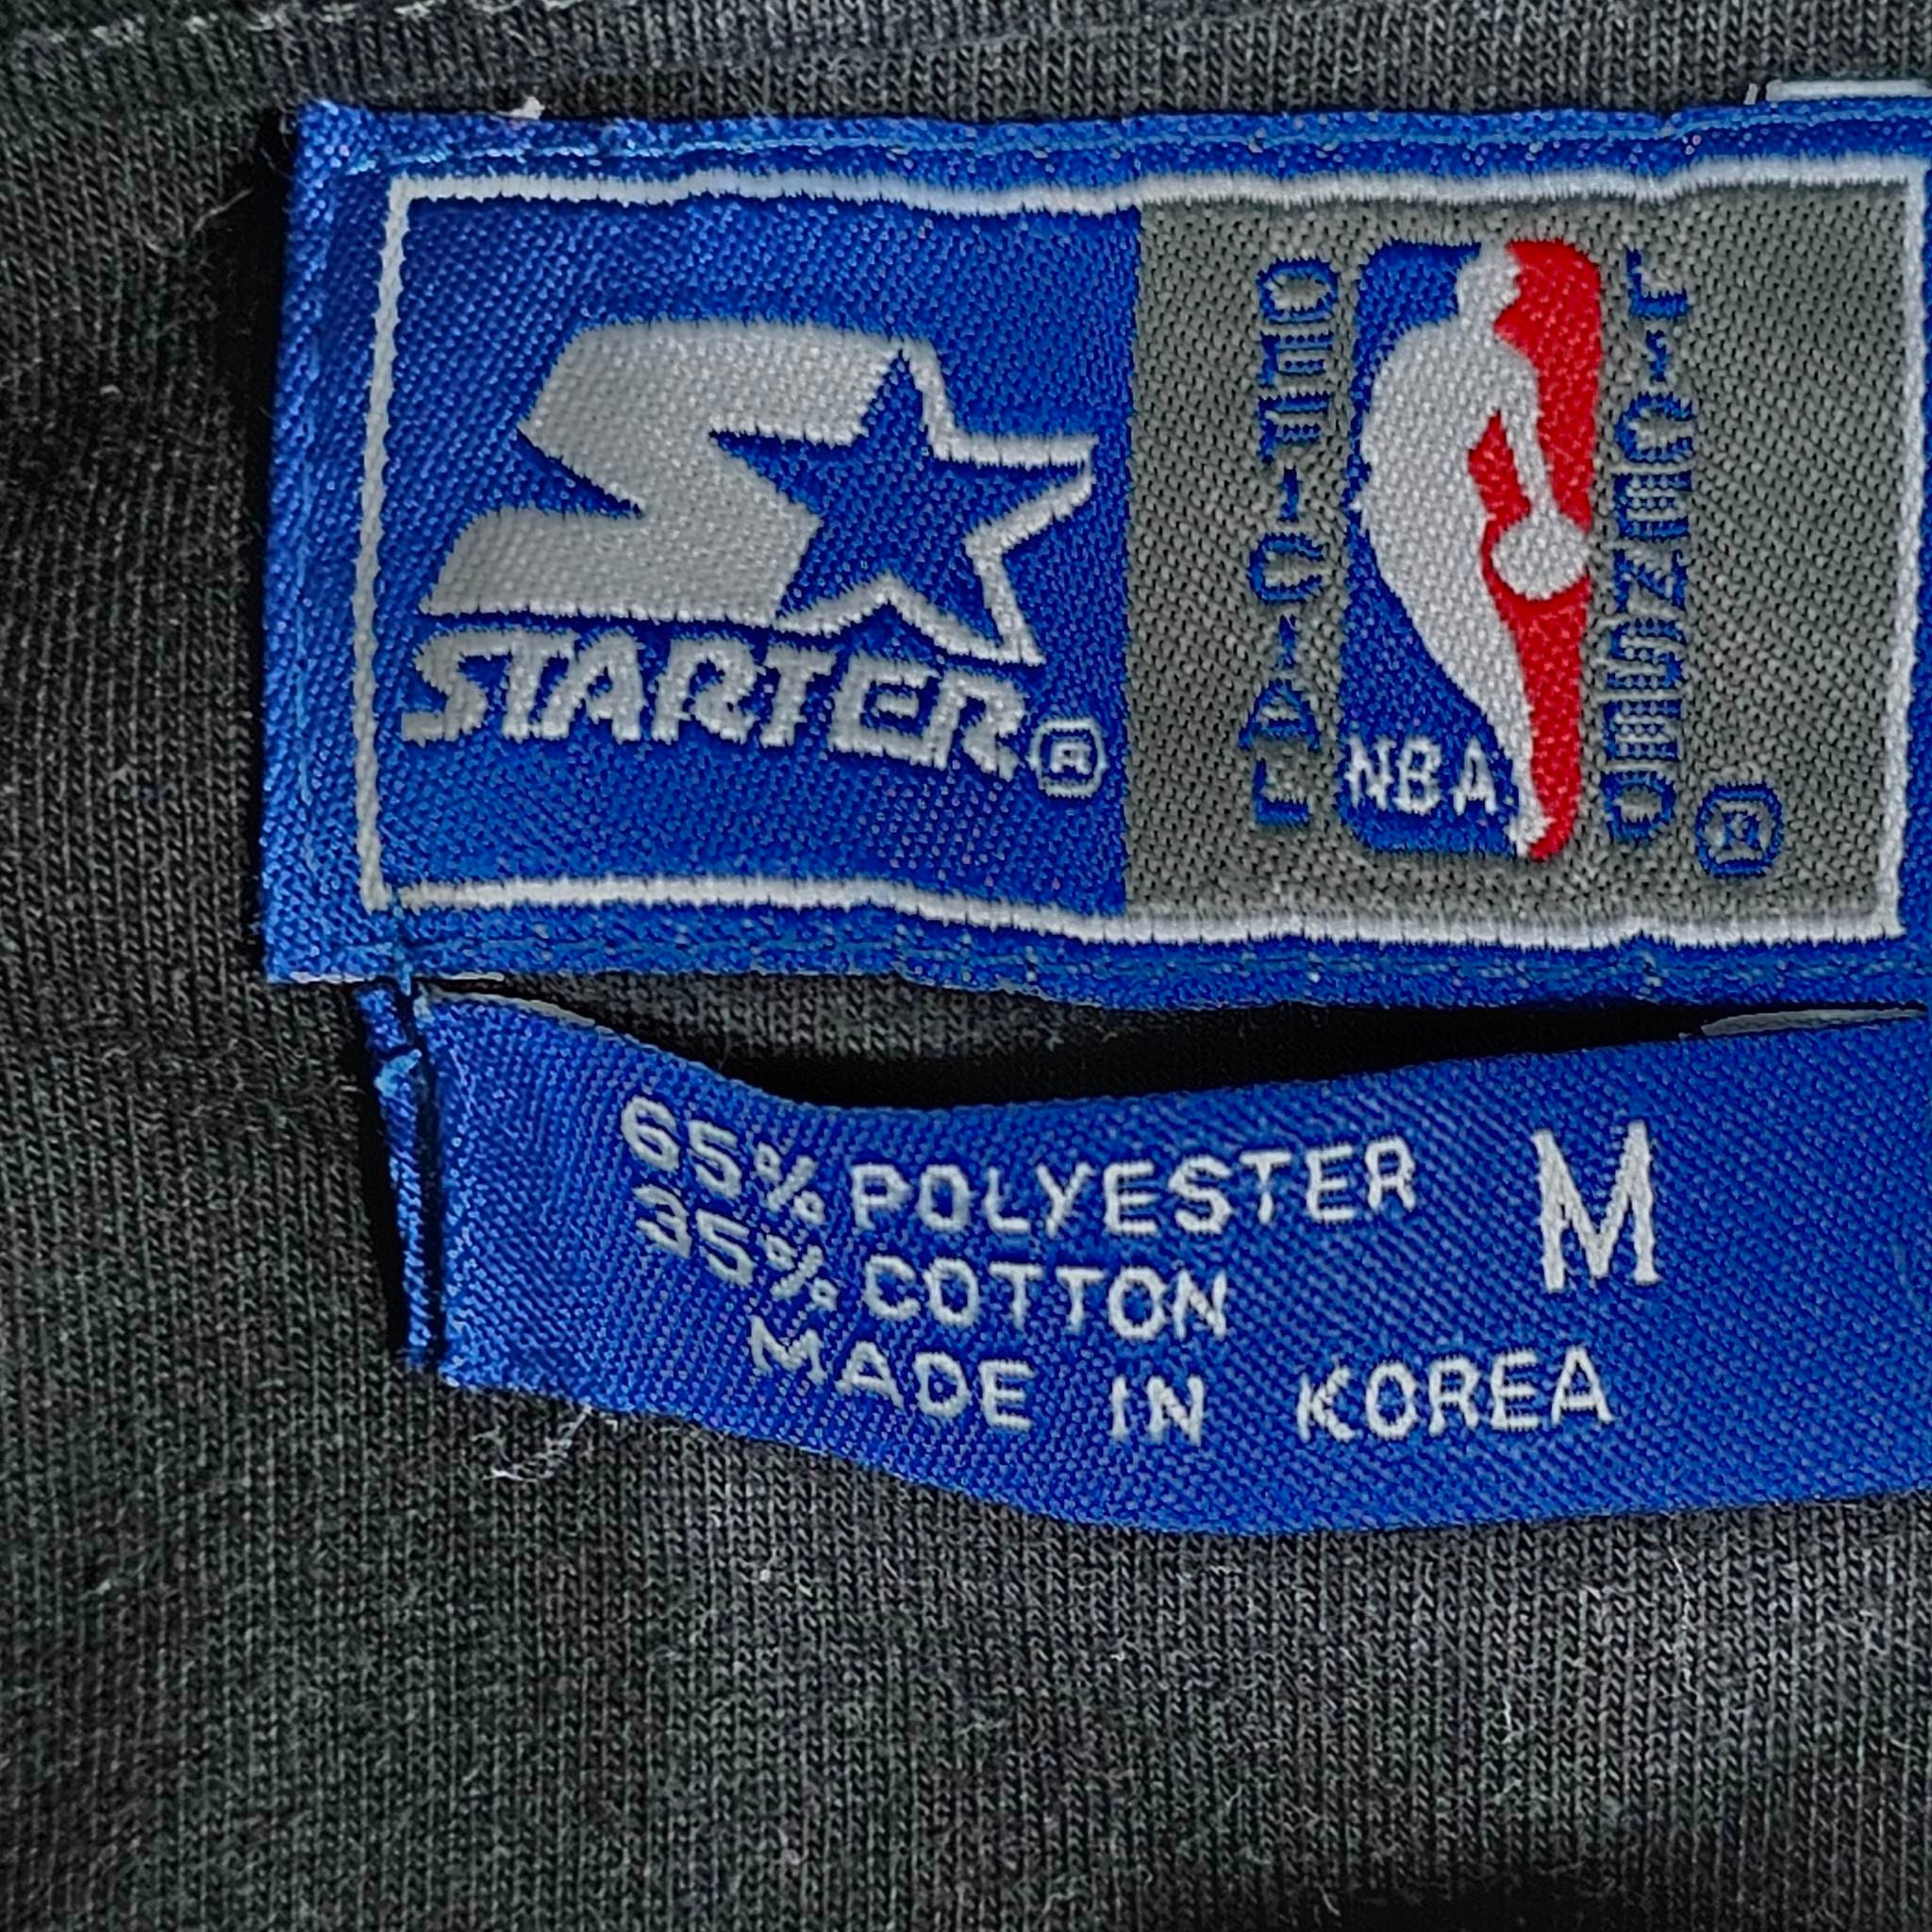 STARTER®
OFFICIAL
NBA
LICENSED
®
65% POLYESTER
35% COTTON
MADE IN KOREA
M